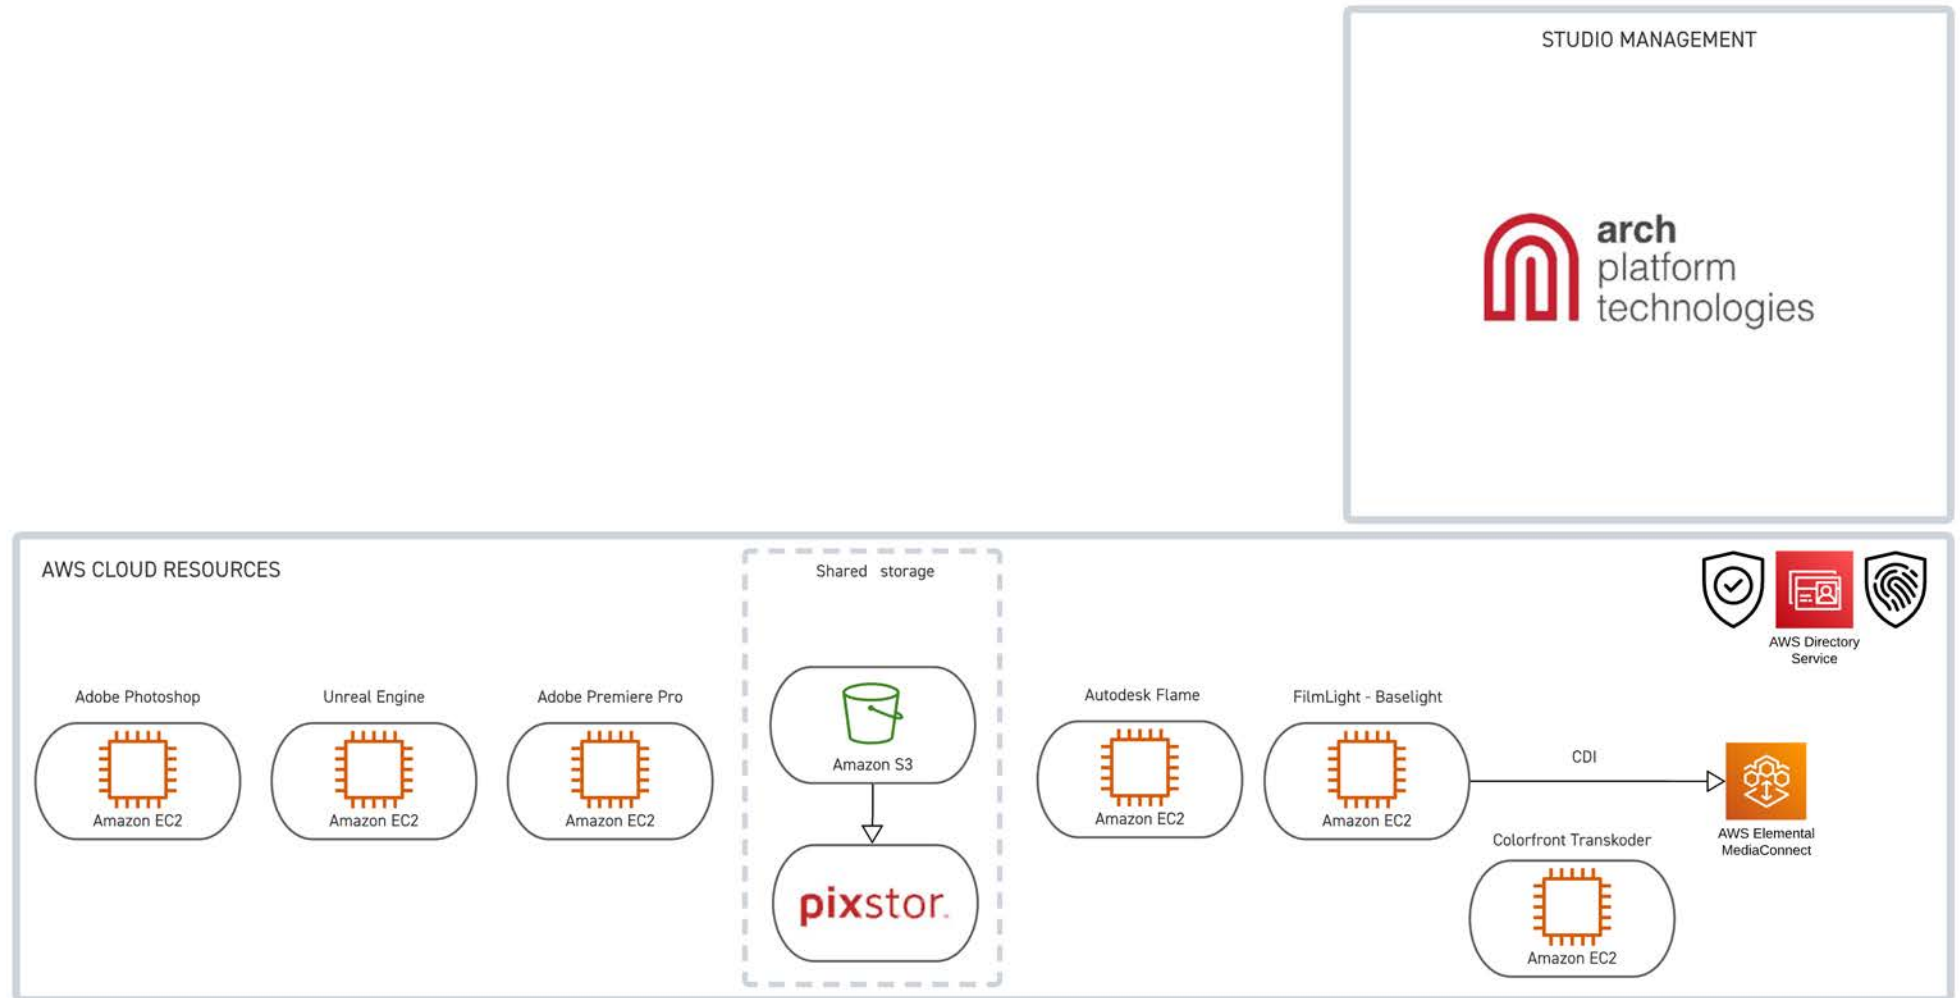 STUDIO MANAGEMENT
arch
platform
technologies
AWS CLOUD RESOURCES
Shared storage
AWS Directory
Service
Adobe Photoshop
Amazon EC2
Unreal Engine
Amazon EC2
Adobe Premiere Pro
Amazon EC2
Amazon S3
pixstor
Autodesk Flame
Amazon EC2
FilmLight - Baselight
Amazon EC2
CDI
AWS Elemental
MediaConnect
Colorfront Transkoder
Amazon EC2